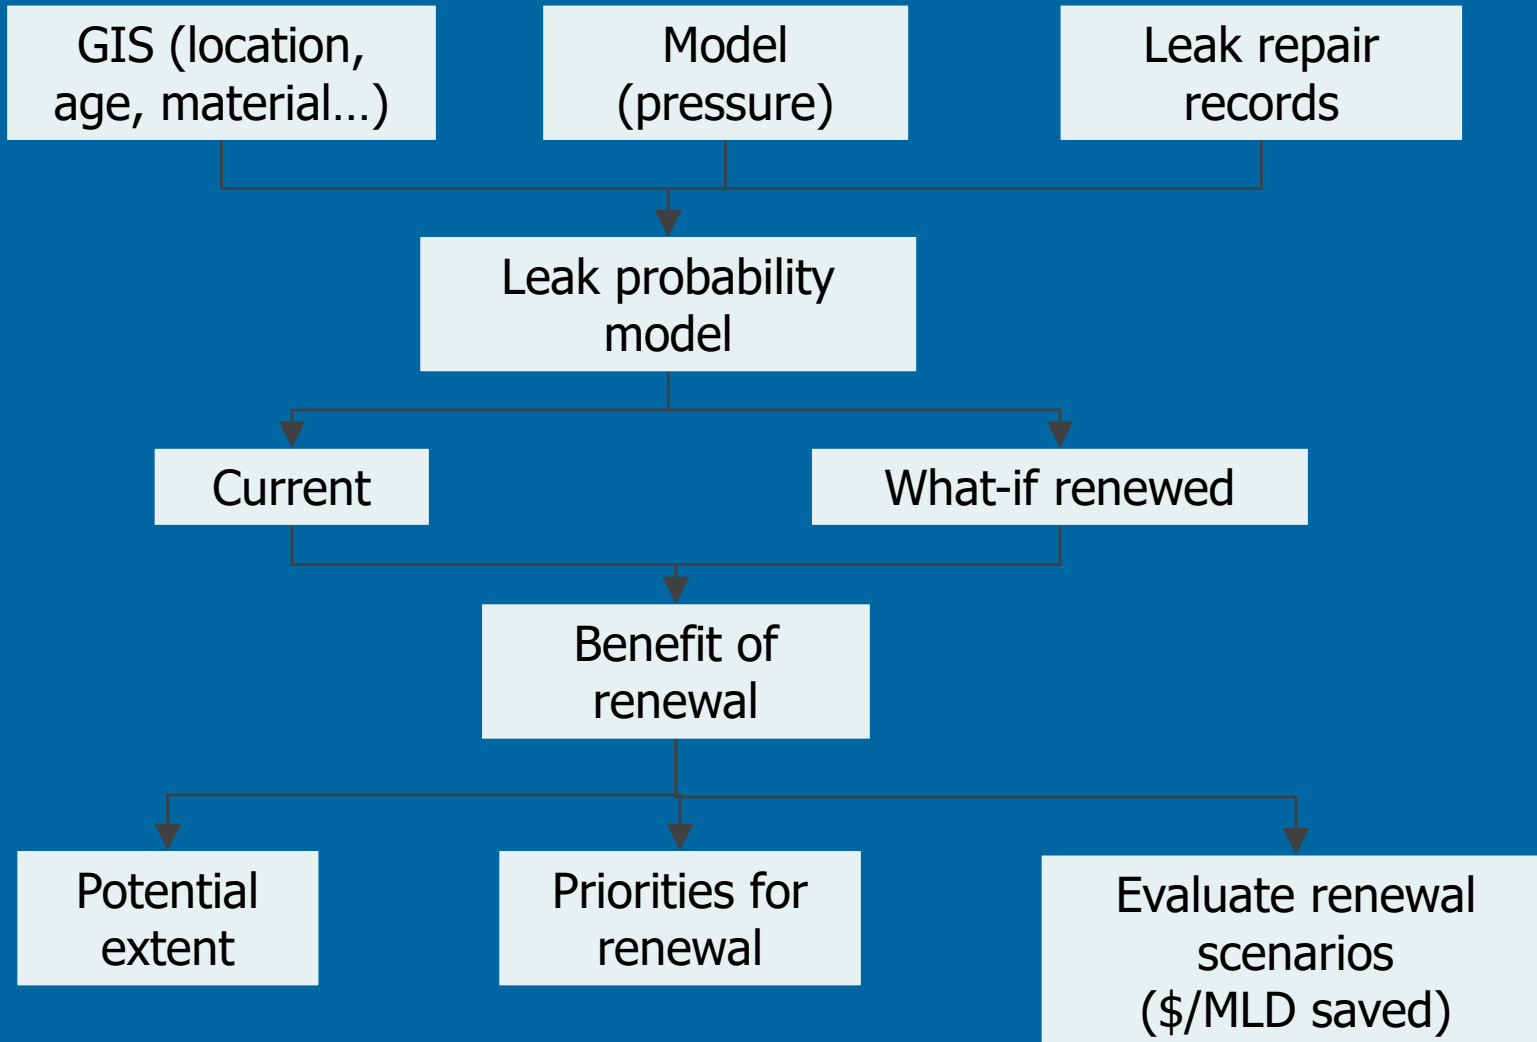 GIS (location,
age, material…)
Model
(pressure)
Leak repair
records
Leak probability
model
Current
What-if renewed
Benefit of
renewal
Potential
extent
Priorities for
renewal
Evaluate renewal
scenarios
($/MLD saved)